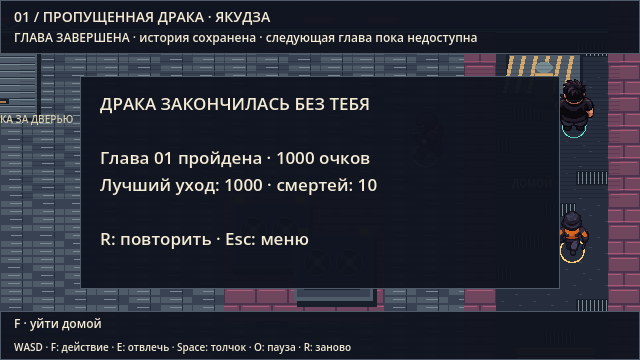 01 / ПРОПУЩЕННАЯ ДРАКА · ЯКУДЗА
ГЛАВА ЗАВЕРШЕНА · история сохранена · следующая глава пока недоступна
КА ЗА ДВЕРЬЮ
ДРАКА ЗАКОНЧИЛАСЬ БЕЗ ТЕБЯ
Глава 01 пройдена · 1000 очков
Лучший уход: 1000 · смертей: 10
R: повторить · Esc: меню
F · уйти домой
WASD · F: действие · E: отвлечь · Space: толчок · O: пауза · R: заново